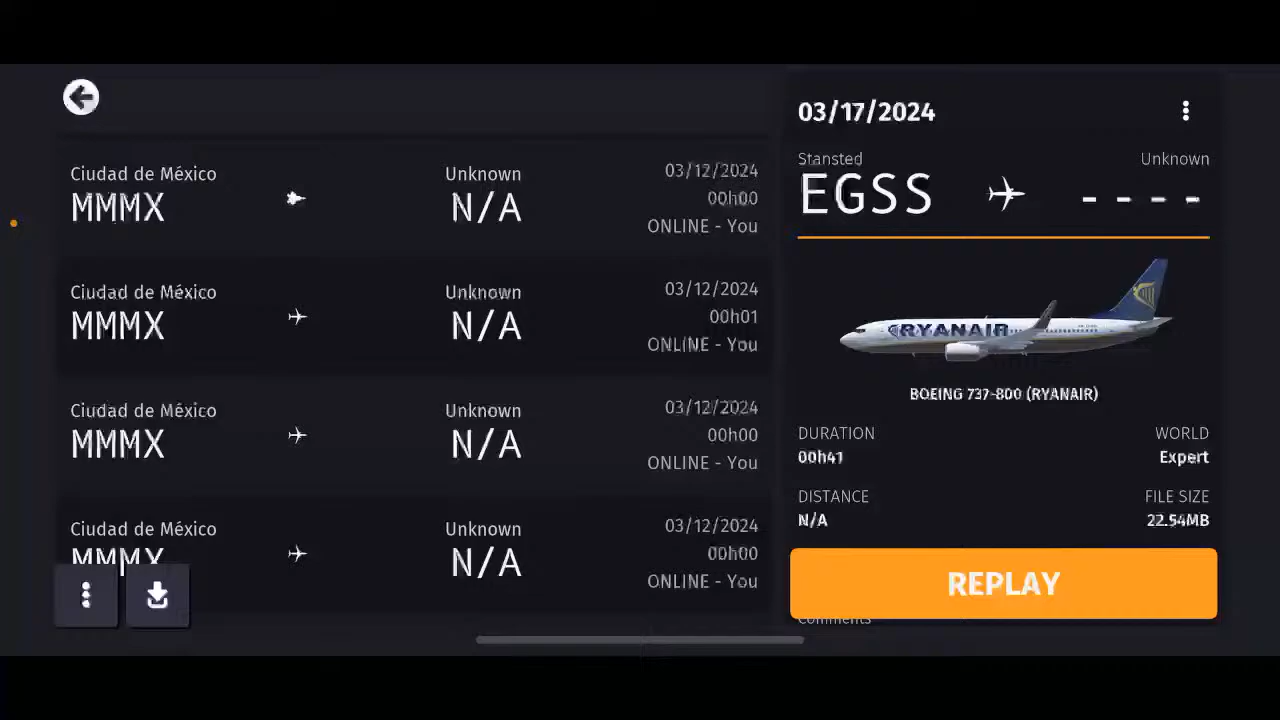 Ciudad de México
Unknown
03/12/2024
MMMX
N/A
00h00
ONLINE - You
Ciudad de México
Unknown
03/12/2024
MMMX
N/A
00h01
ONLINE - You
Ciudad de México
Unknown
03/12/2024
MMMX
N/A
00h00
ONLINE - You
Ciudad de México
Unknown
03/12/2024
MMMX
N/A
00h00
ONLINE - You
03/17/2024
Stansted
Unknown
EGSS
- - - -
RYANAIR
BOEING 737-800 (RYANAIR)
DURATION
WORLD
00h41
Expert
DISTANCE
FILE SIZE
N/A
22.54MB
REPLAY
Comments